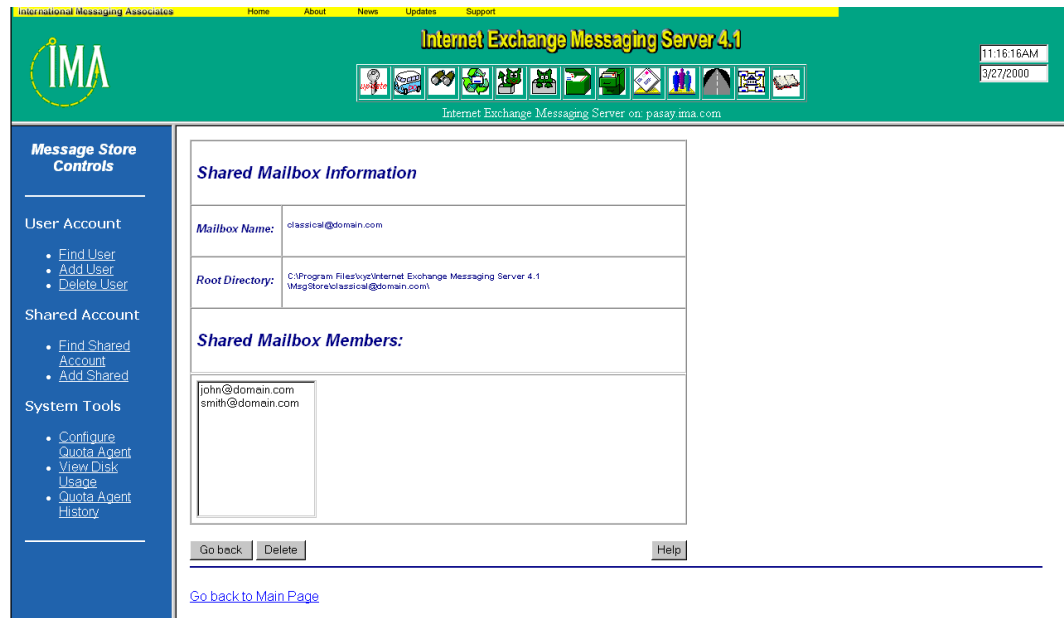 International Messaging Associates Home About News Updates Support
Internet Exchange Messaging Server 4.1
IMA
11:16:16AM
3/27/2000
update
Internet Exchange Messaging Server on: pasay.ima.com
Message Store
Controls
User Account
Find User
Add User
Delete User
Shared Account
Find Shared
Account
Add Shared
System Tools
Configure
Quota Agent
View Disk
Usage
Quota Agent
History
Shared Mailbox Information
Mailbox Name: classical@domain.com
Root Directory: C:\Program Files\xyz\Internet Exchange Messaging Server 4.1
\MsgStore\classical@domain.com\
Shared Mailbox Members:
john@domain.com
smith@domain.com
Go back Delete Help
Go back to Main Page